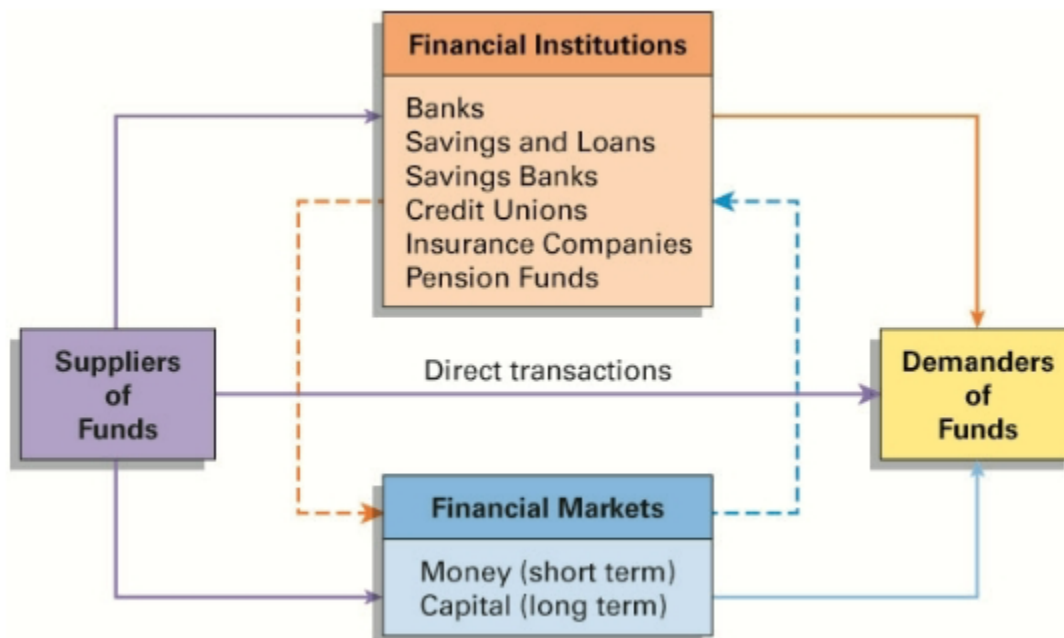 Financial Institutions
Banks
Savings and Loans
Savings Banks
Credit Unions
Insurance Companies
Pension Funds
Suppliers
of
Funds
Direct transactions
Demanders
of
Funds
Financial Markets
Money (short term)
Capital (long term)